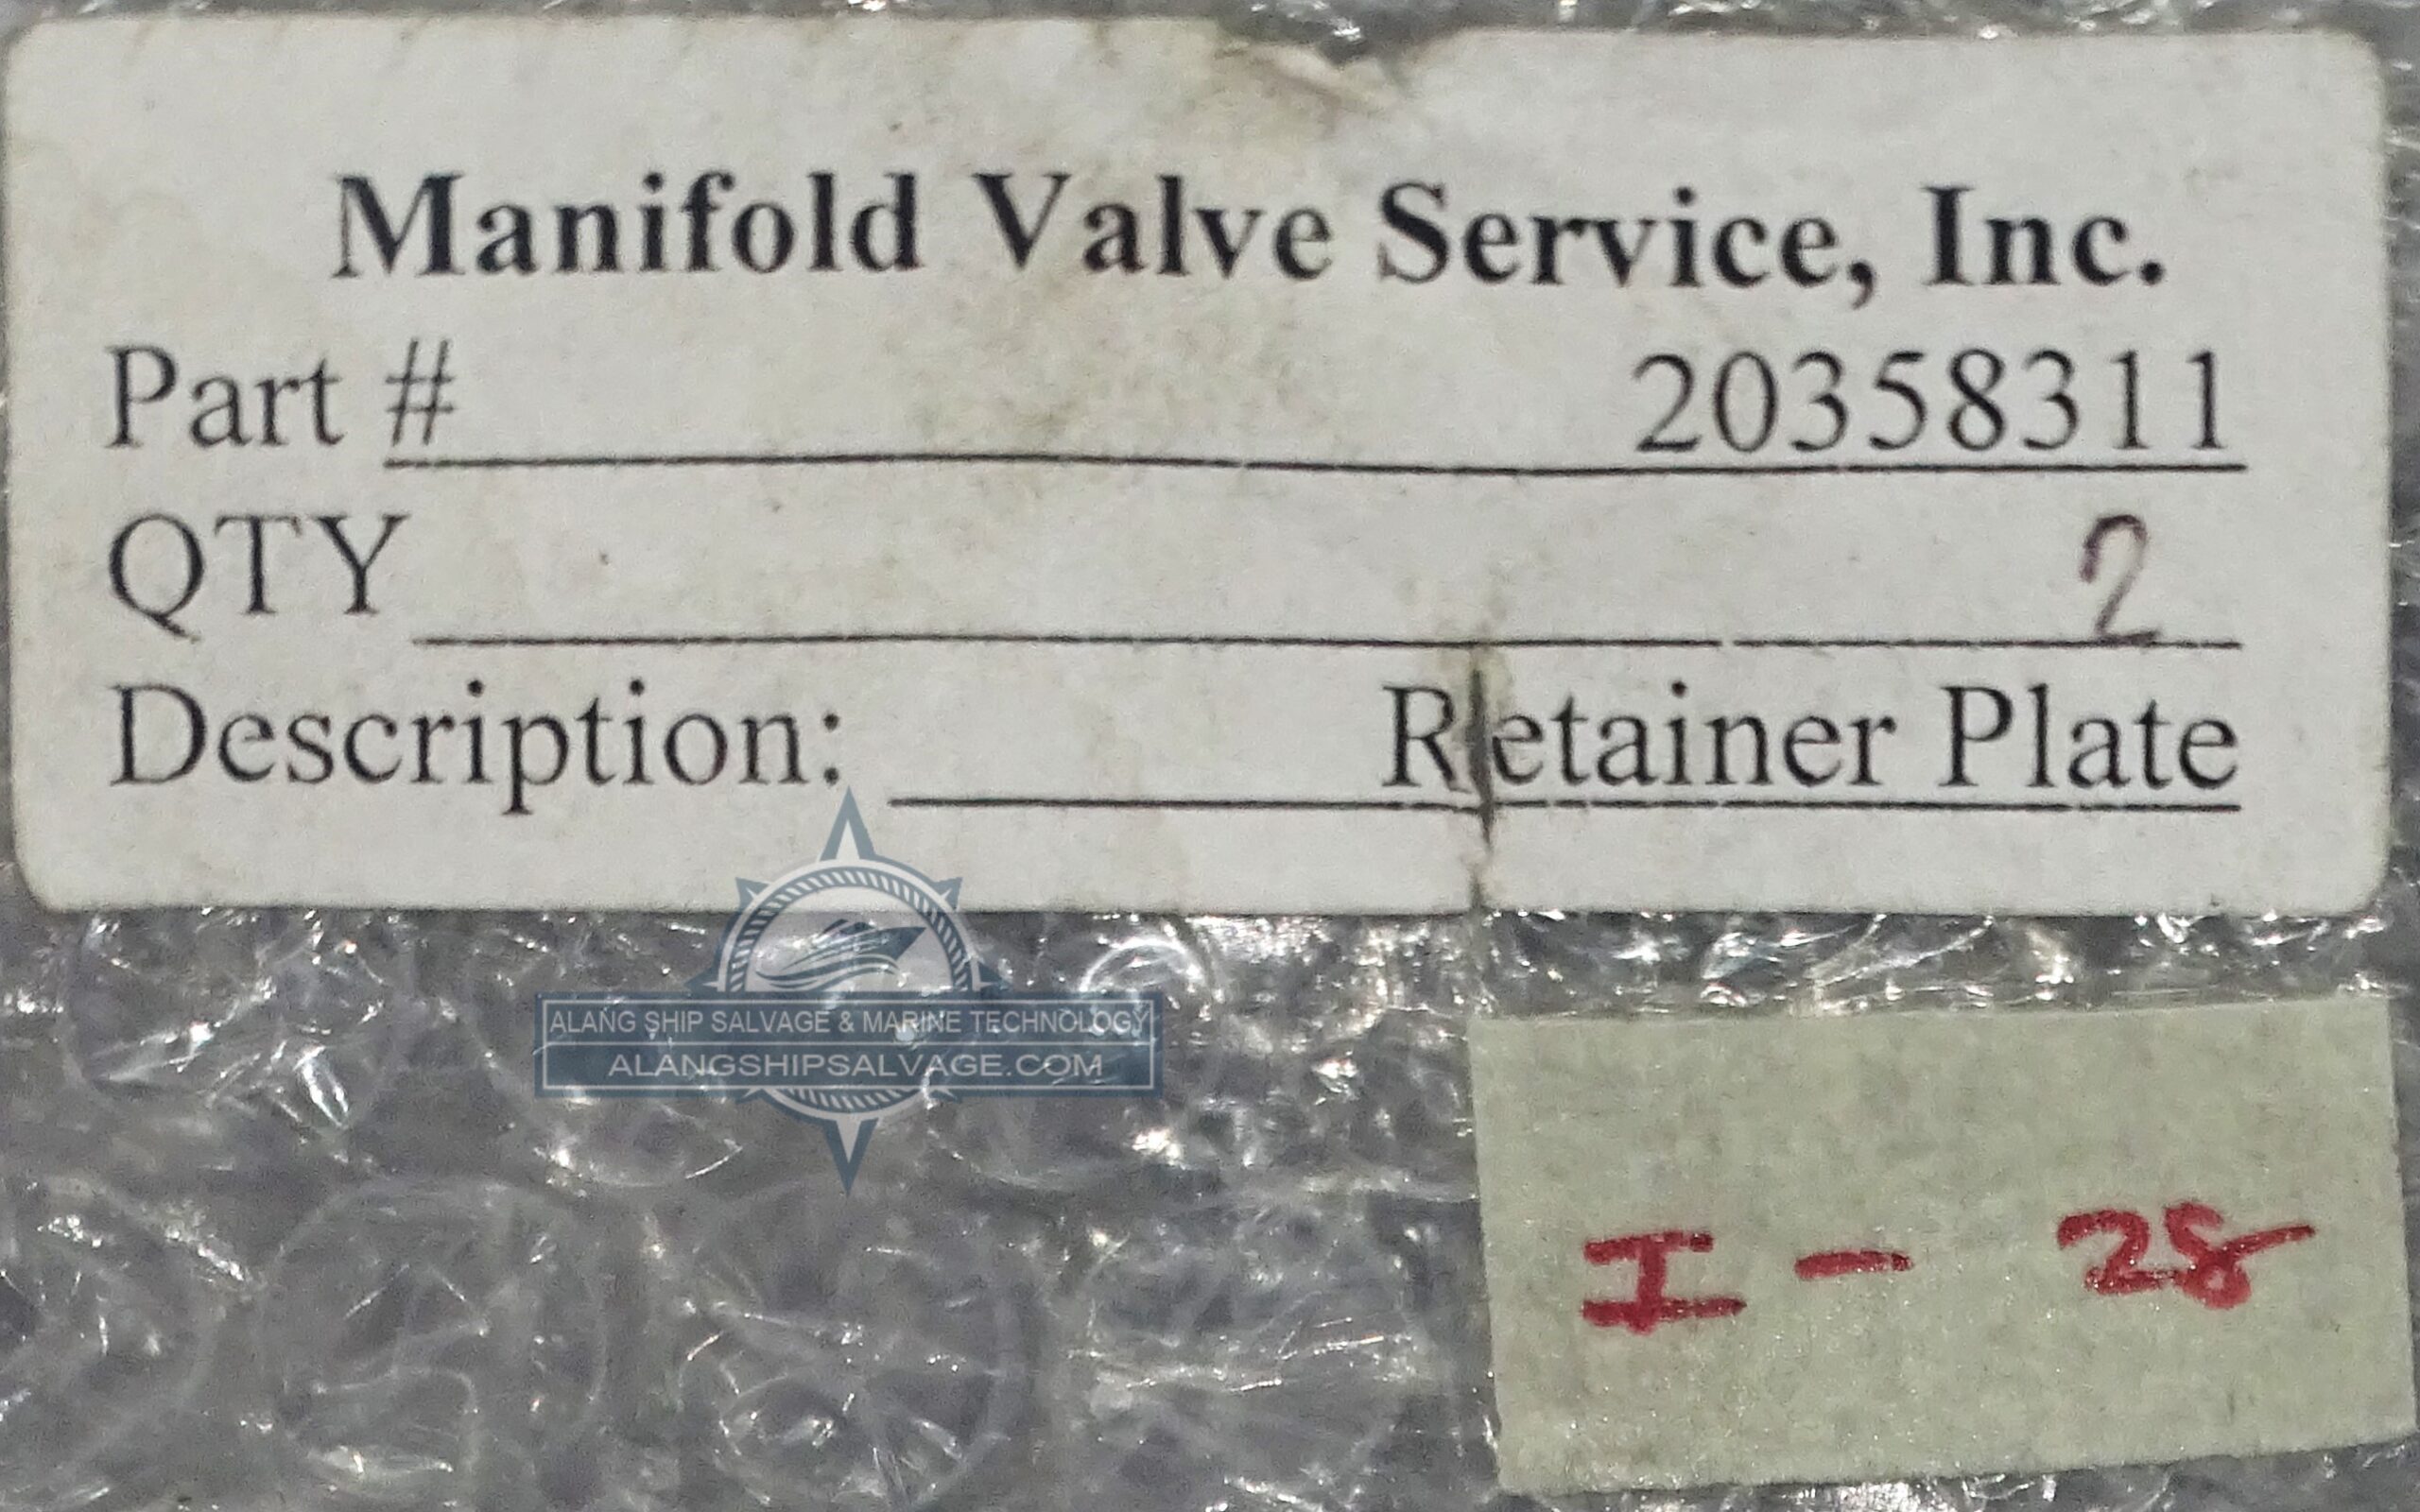 Manifold Valve Service, Inc.
Part # 20358311
QTY 2
Description: Retainer Plate
ALANG SHIP SALVAGE & MARINE TECHNOLOGY
ALANGSHIPSALVAGE.COM
I - 28